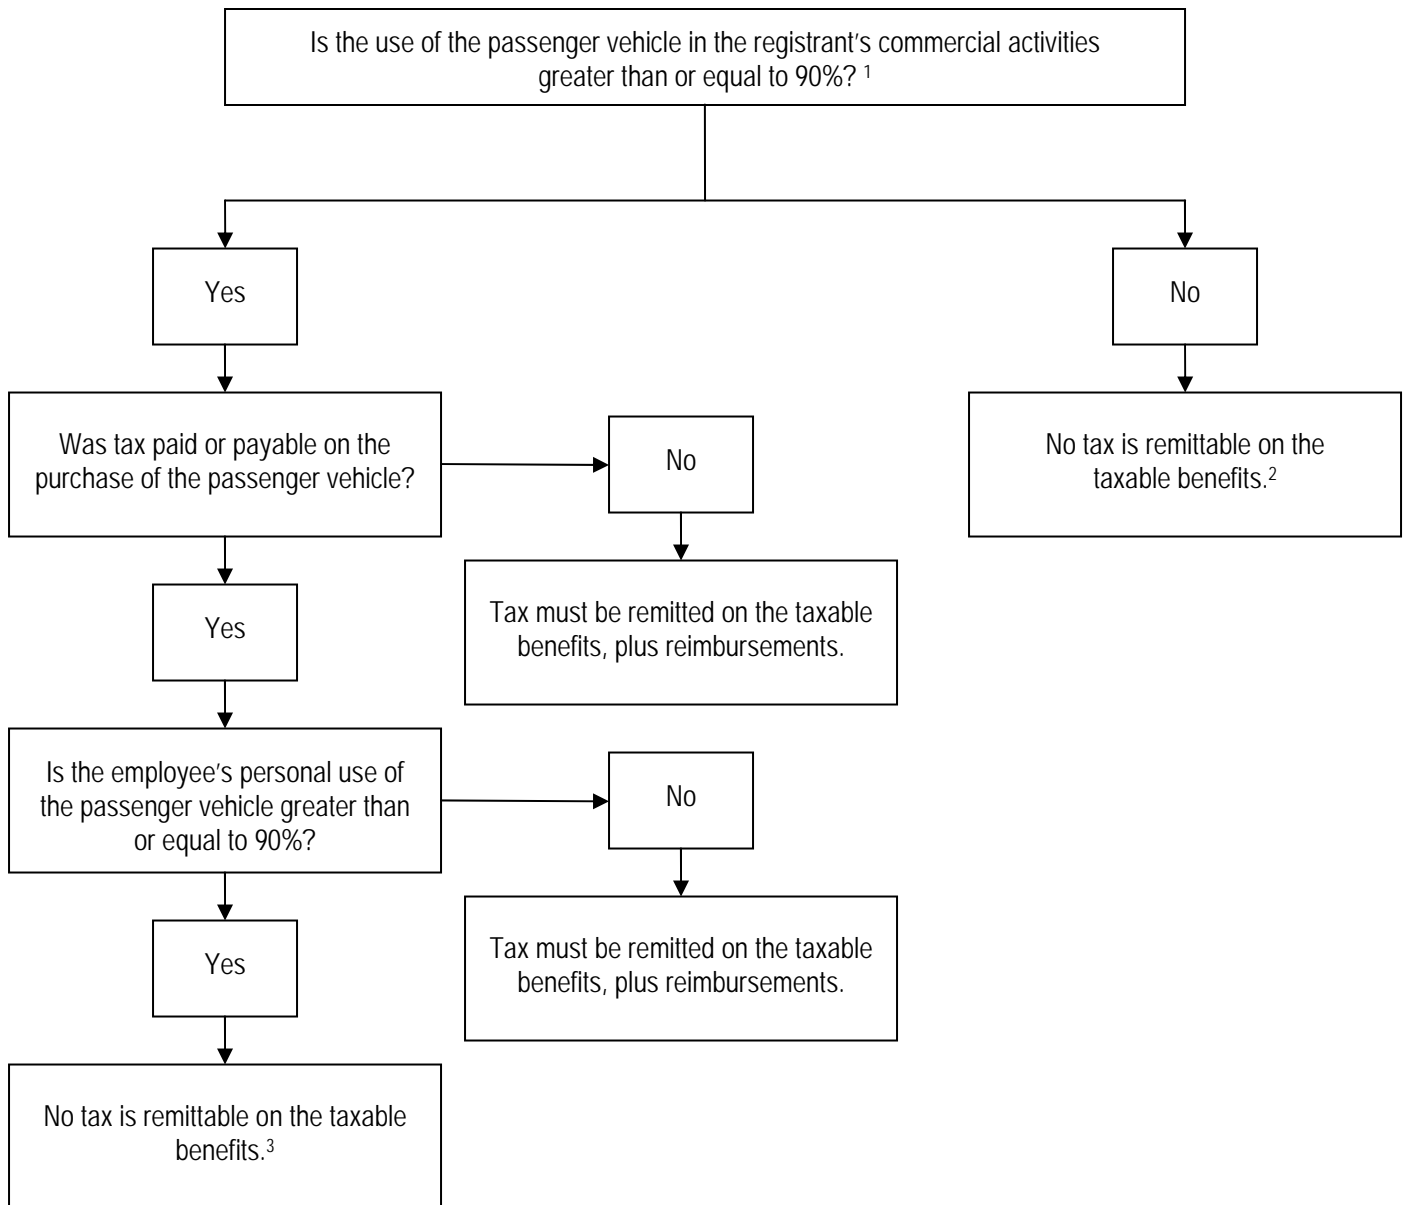 Is the use of the passenger vehicle in the registrant's commercial activities
greater than or equal to 90%? 1
Yes
No
Was tax paid or payable on the
purchase of the passenger vehicle?
No
No tax is remittable on the
taxable benefits.2
Yes
Tax must be remitted on the taxable
benefits, plus reimbursements.
Is the employee's personal use of
the passenger vehicle greater than
or equal to 90%?
No
Yes
Tax must be remitted on the taxable
benefits, plus reimbursements.
No tax is remittable on the taxable
benefits.3